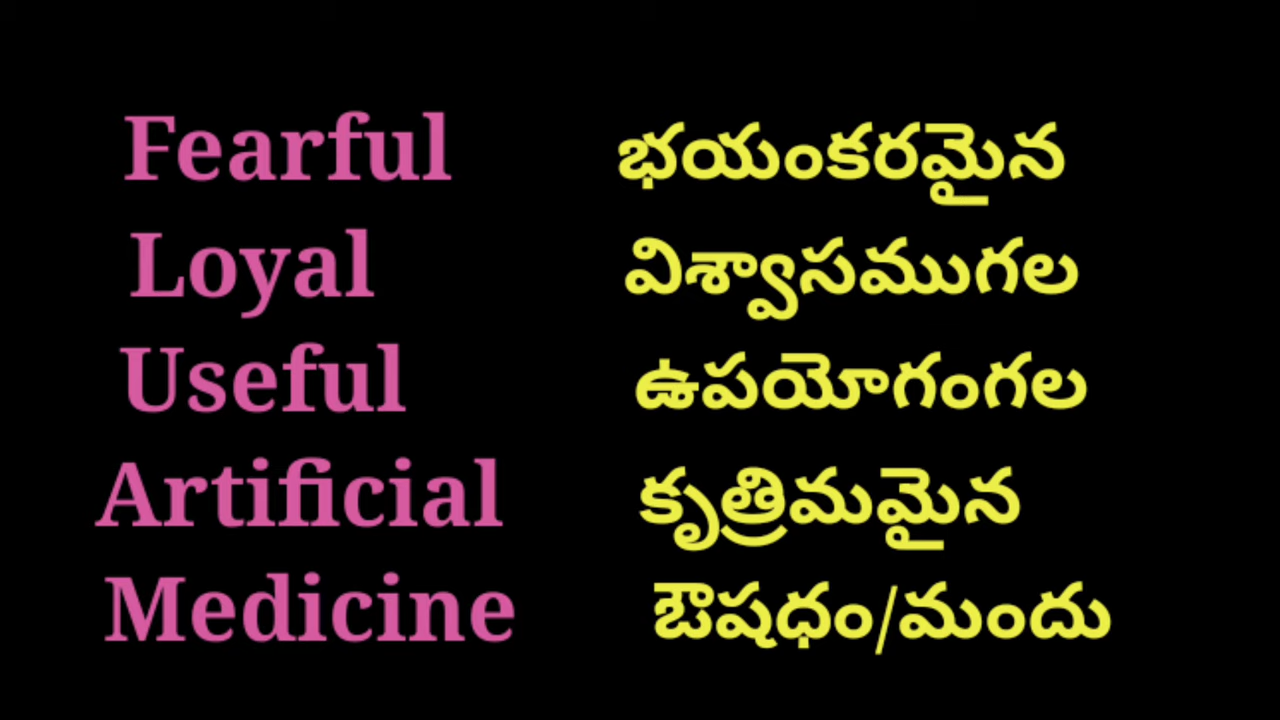 Fearful భయంకరమైన
Loyal విశ్వాసముగల
Useful ఉపయోగంగల
Artificial కృత్రిమమైన
Medicine ఔషధం/మందు